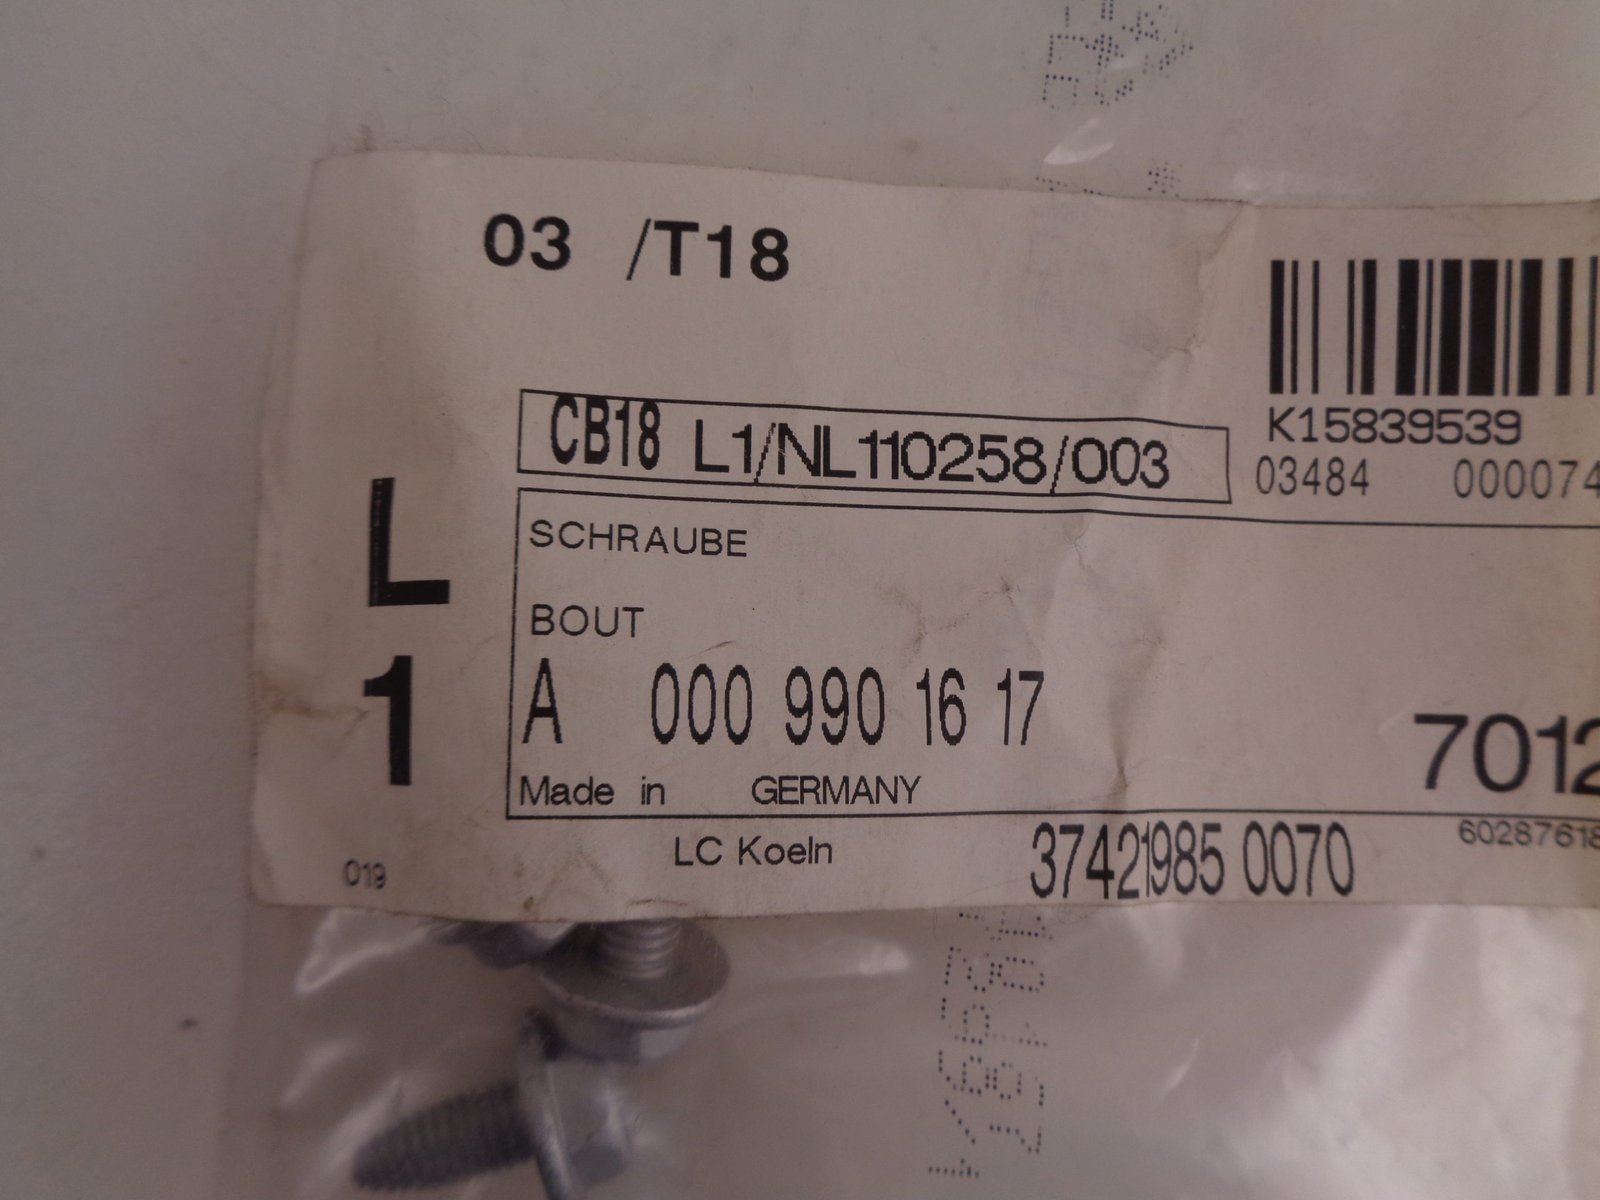 03 /T18
K15839539
03484 000074
CB18 L1/NL110258/003
L
1
SCHRAUBE
BOUT
A 000 990 16 17
7012
Made in GERMANY
60287618
LC Koeln
37421985 0070
019